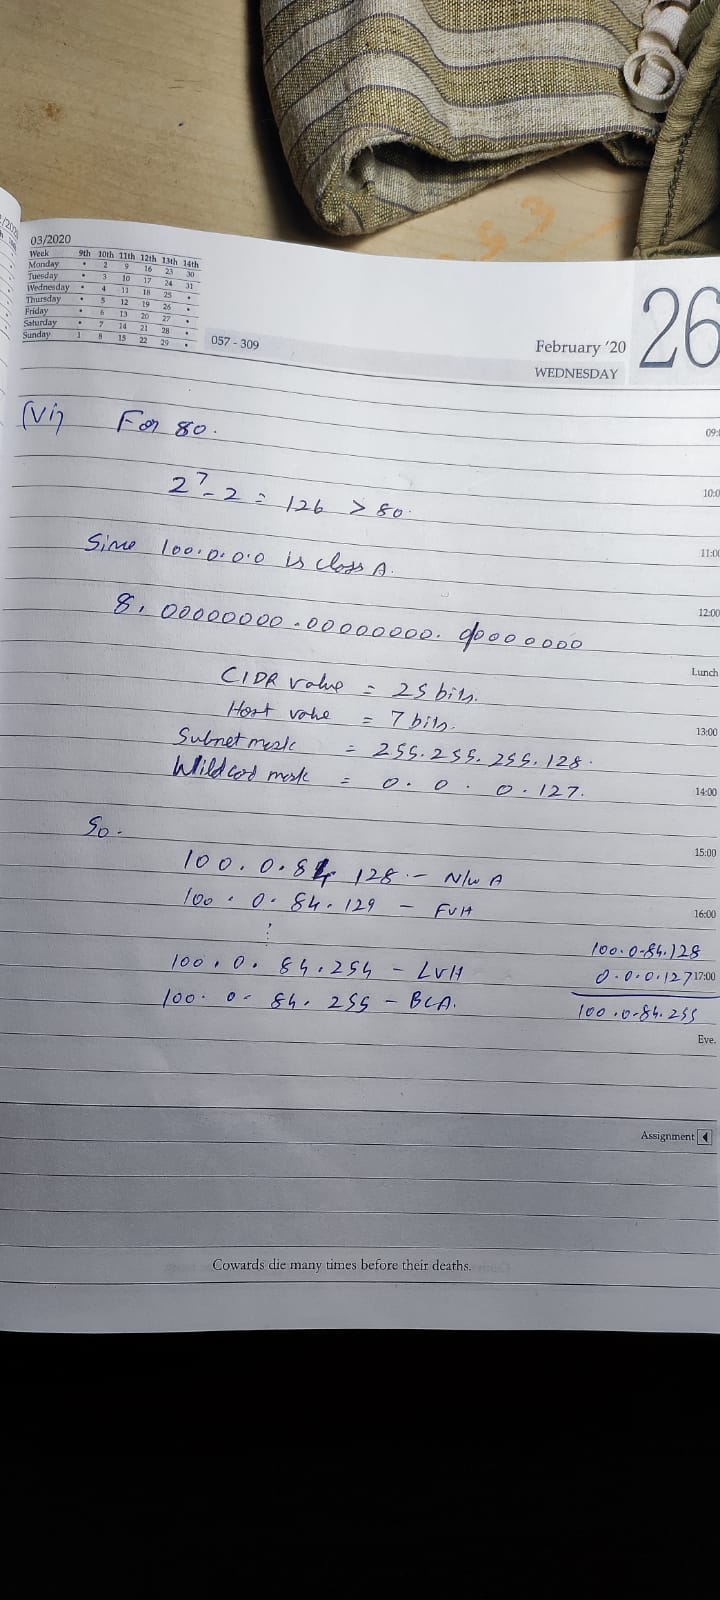 03/2020
Week 9th 10th 11th 12th 13th 14th
Monday • 2 9 16 23 30
Tuesday • 3 10 17 24 31
Wednesday • 4 11 18 25 •
Thursday • 5 12 19 26 •
Friday • 6 13 20 27 •
Saturday • 7 14 21 28 •
Sunday 1 8 15 22 29 •
057 - 309
February '20
WEDNESDAY
26
(Vi) For 80.
09:
2^7 - 2 = 126 > 80.
10:0
Since 100.0.0.0 is class A.
11:00
8. 00000000 . 00000000. 00000000
12:00
Lunch
CIDR value = 25 bits.
Host value = 7 bits.
13:00
Subnet mask = 255. 255. 255. 128.
Wildcard mask = 0. 0 . 0. 127.
14:00
So.
15:00
100. 0. 84. 128 - N/w A
100 . 0. 84. 129 - FVH
16:00
⋮
100. 0. 84. 254 - LVH
100. 0. 84. 255 - BCA.
100.0.84.128
0.0.0.127
17:00
100.0.84.255
Eve.
Assignment
Cowards die many times before their deaths.